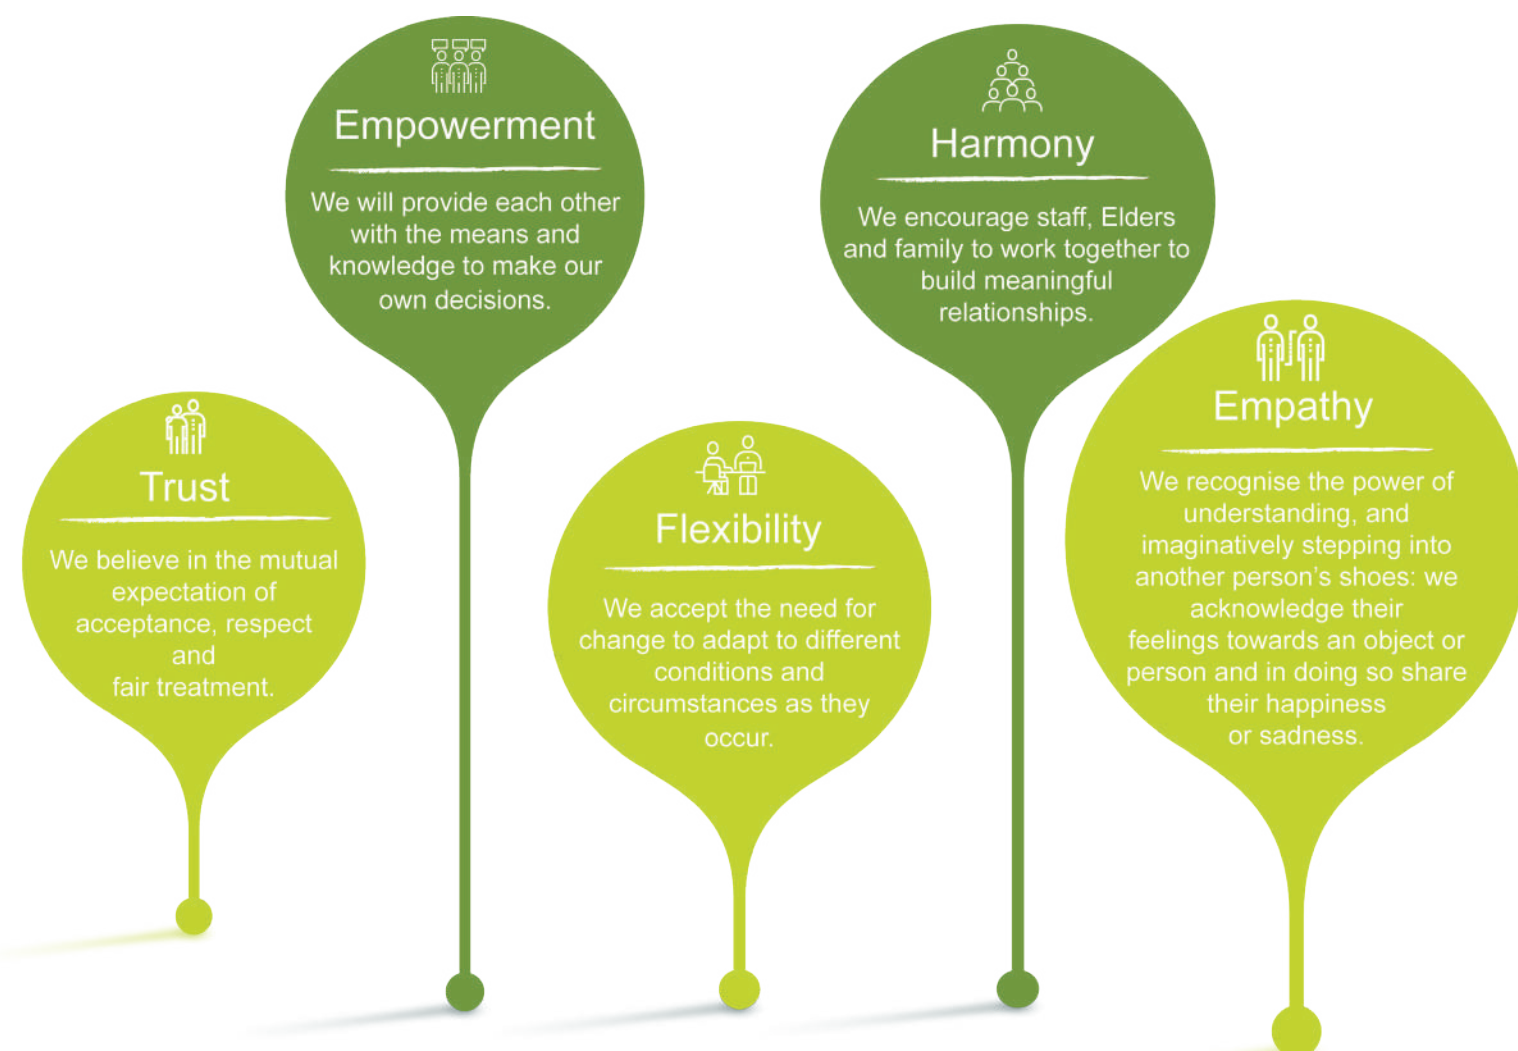 Trust
We believe in the mutual
expectation of
acceptance, respect
and
fair treatment.
Empowerment
We will provide each other
with the means and
knowledge to make our
own decisions.
Flexibility
We accept the need for
change to adapt to different
conditions and
circumstances as they
occur.
Harmony
We encourage staff, Elders
and family to work together to
build meaningful
relationships.
Empathy
We recognise the power of
understanding, and
imaginatively stepping into
another person’s shoes: we
acknowledge their
feelings towards an object or
person and in doing so share
their happiness
or sadness.